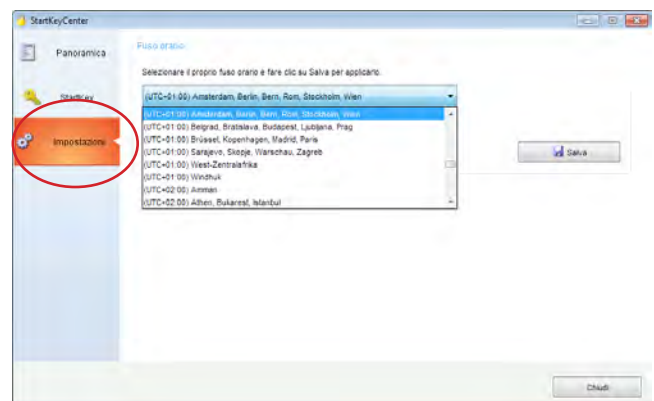 StartKeyCenter
Panoramica
StartKey
Impostazioni
Fuso orario
Selezionare il proprio fuso orario e fare clic su Salva per applicarlo.
(UTC+01:00) Amsterdam, Berlin, Bern, Rom, Stockholm, Wien
(UTC+01:00) Amsterdam, Berlin, Bern, Rom, Stockholm, Wien
(UTC+01:00) Belgrad, Bratislava, Budapest, Ljubljana, Prag
(UTC+01:00) Brüssel, Kopenhagen, Madrid, Paris
(UTC+01:00) Sarajevo, Skopje, Warschau, Zagreb
(UTC+01:00) West-Zentralafrika
(UTC+01:00) Windhuk
(UTC+02:00) Amman
(UTC+02:00) Athen, Bukarest, Istanbul
Salva
Chiudi